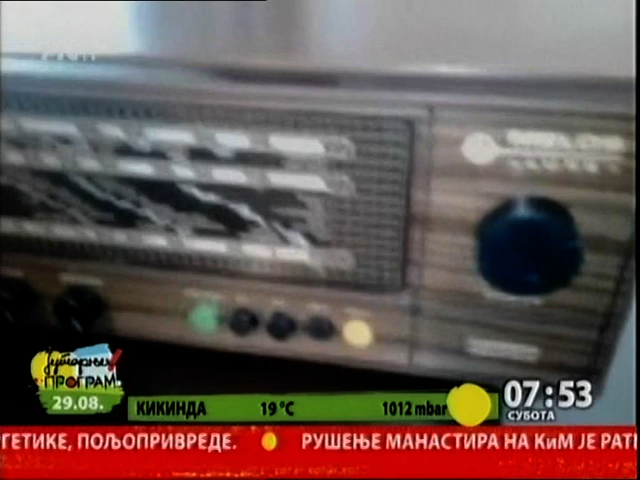 Јутарњи
ПРОГРАМ
29.08.
КИКИНДА 19°C 1012 mbar
07:53
СУБОТА
ГЕТИКЕ, ПОЉОПРИВРЕДЕ. РУШЕЊЕ МАНАСТИРА НА КиМ ЈЕ РАТ